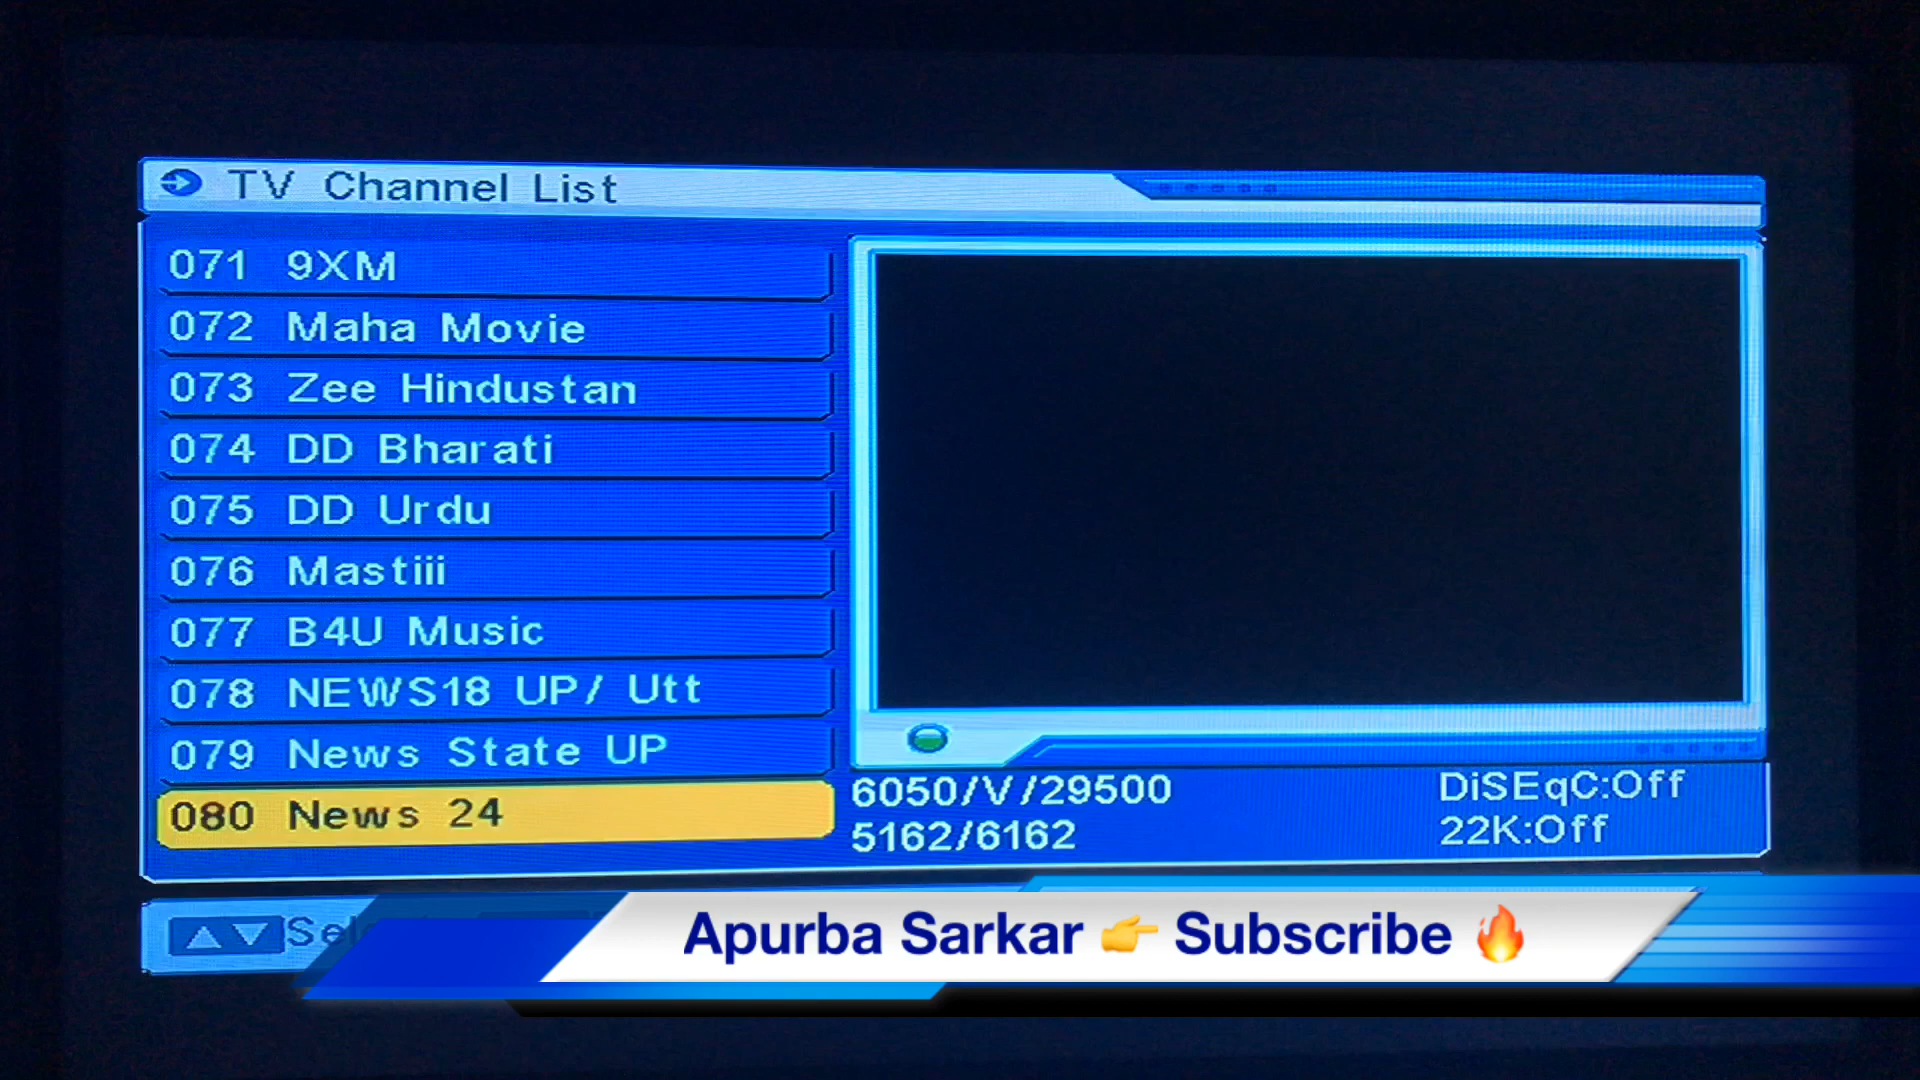 TV Channel List
071 9XM
072 Maha Movie
073 Zee Hindustan
074 DD Bharati
075 DD Urdu
076 Mastiii
077 B4U Music
078 NEWS18 UP/ Utt
079 News State UP
080 News 24
6050/V/29500
5162/6162
DiSEqC:Off
22K:Off
Apurba Sarkar 👉 Subscribe 🔥